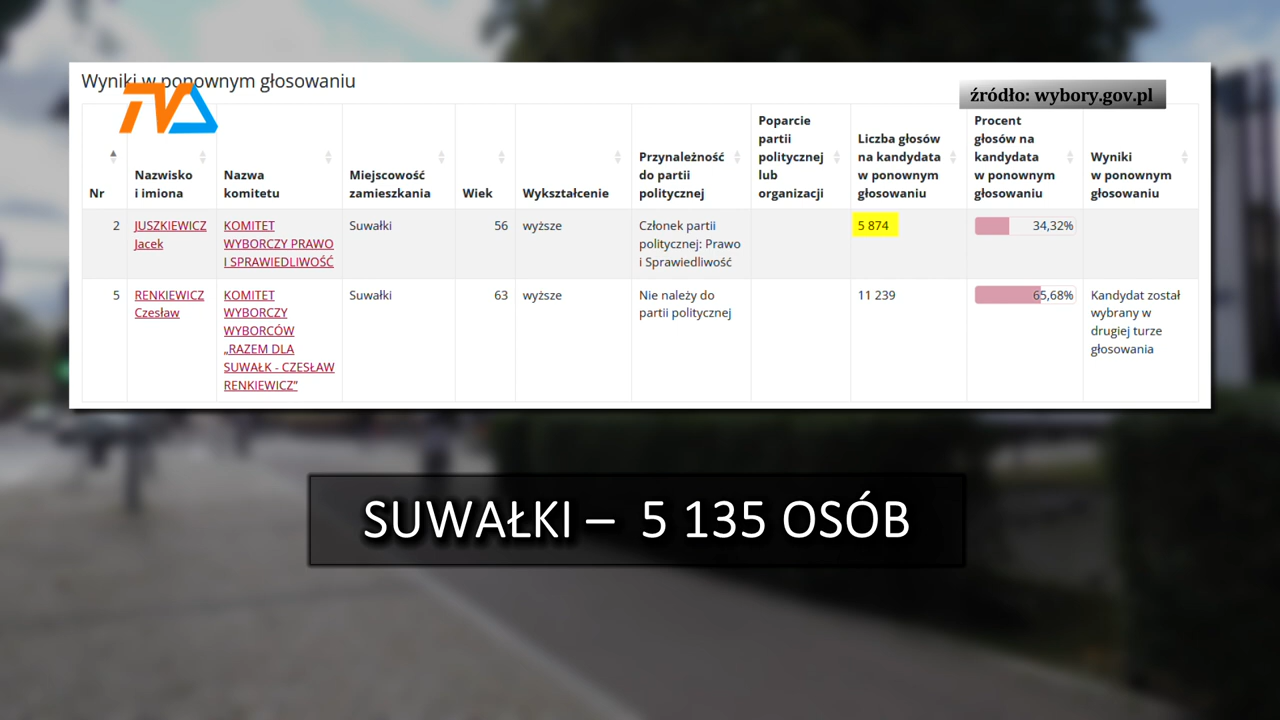 Wyniki w ponownym głosowaniu
TVA
źródło: wybory.gov.pl
Nr
Nazwisko
i imiona
Nazwa
komitetu
Miejscowość
zamieszkania
Wiek
Wykształcenie
Przynależność
do partii
politycznej
Poparcie
partii
politycznej
lub
organizacji
Liczba głosów
na kandydata
w ponownym
głosowaniu
Procent
głosów na
kandydata
w ponownym
głosowaniu
Wyniki
w ponownym
głosowaniu
2
JUSZKIEWICZ
Jacek
KOMITET
WYBORCZY PRAWO
I SPRAWIEDLIWOŚĆ
Suwałki
56
wyższe
Członek partii
politycznej: Prawo
i Sprawiedliwość
5 874
34,32%
5
RENKIEWICZ
Czesław
KOMITET
WYBORCZY
WYBORCÓW
„RAZEM DLA
SUWAŁK - CZESŁAW
RENKIEWICZ”
Suwałki
63
wyższe
Nie należy do
partii politycznej
11 239
65,68%
Kandydat został
wybrany w
drugiej turze
głosowania
SUWAŁKI – 5 135 OSÓB